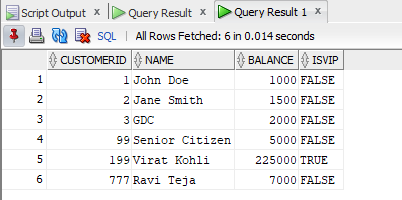 Script Output x Query Result x Query Result 1 x
SQL | All Rows Fetched: 6 in 0.014 seconds
CUSTOMERID NAME BALANCE ISVIP
1 1 John Doe 1000 FALSE
2 2 Jane Smith 1500 FALSE
3 3 GDC 2000 FALSE
4 99 Senior Citizen 5000 FALSE
5 199 Virat Kohli 225000 TRUE
6 777 Ravi Teja 7000 FALSE